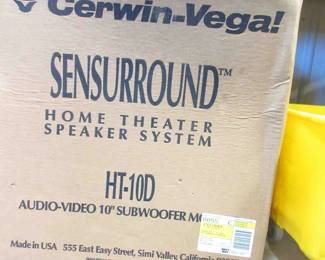 Cerwin-Vega!
SENSURROUND™
HOME THEATER
SPEAKER SYSTEM
HT-10D
AUDIO-VIDEO 10" SUBWOOFER
Made in USA 555 East Easy Street, Simi Valley, California